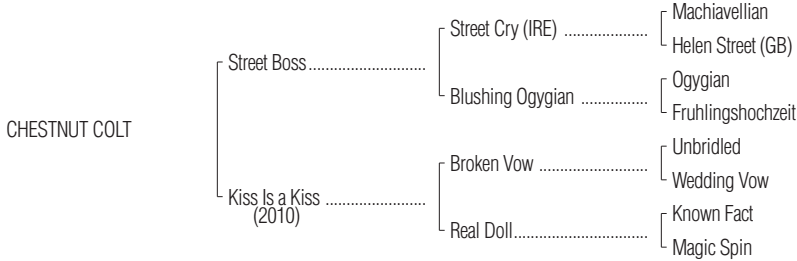 CHESTNUT COLT
Street Boss
Kiss Is a Kiss
(2010)
Street Cry (IRE)
Blushing Ogygian
Broken Vow
Real Doll
Machiavellian
Helen Street (GB)
Ogygian
Fruhlingshochzeit
Unbridled
Wedding Vow
Known Fact
Magic Spin